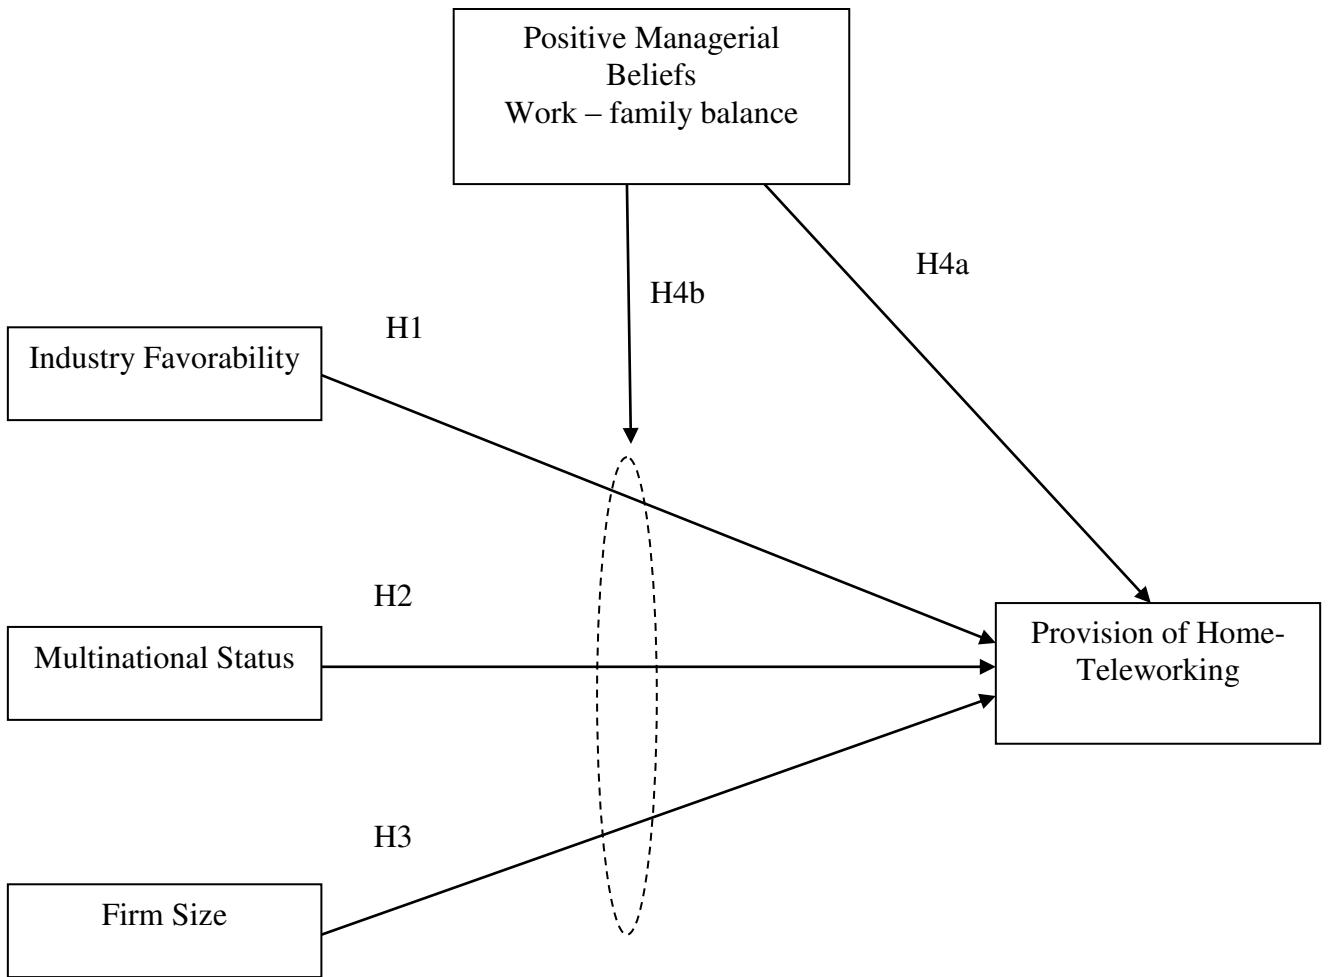 Positive Managerial
Beliefs
Work – family balance
H4a
H4b
H1
Industry Favorability
H2
Multinational Status
Provision of Home-
Teleworking
H3
Firm Size